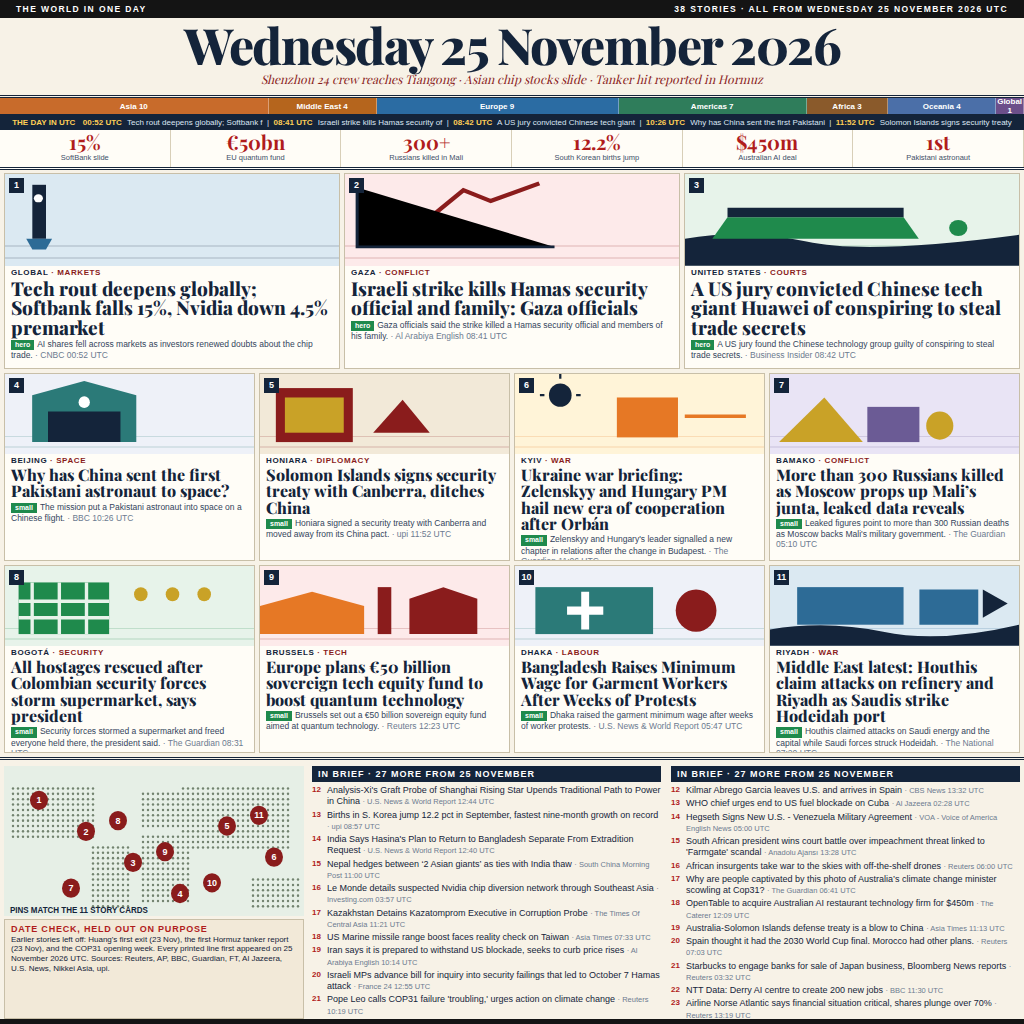 THE WORLD IN ONE DAY
38 STORIES · ALL FROM WEDNESDAY 25 NOVEMBER 2026 UTC
Wednesday 25 November 2026
Shenzhou 24 crew reaches Tiangong · Asian chip stocks slide · Tanker hit reported in Hormuz
Asia 10
Middle East 4
Europe 9
Americas 7
Africa 3
Oceania 4
Global
1
THE DAY IN UTC 00:52 UTC Tech rout deepens globally; Softbank f | 08:41 UTC Israeli strike kills Hamas security of | 08:42 UTC A US jury convicted Chinese tech giant | 10:26 UTC Why has China sent the first Pakistani | 11:52 UTC Solomon Islands signs security treaty
15%
SoftBank slide
€50bn
EU quantum fund
300+
Russians killed in Mali
12.2%
South Korean births jump
$450m
Australian AI deal
1st
Pakistani astronaut
1
GLOBAL · MARKETS
Tech rout deepens globally;
Softbank falls 15%, Nvidia down 4.5%
premarket
hero AI shares fell across markets as investors renewed doubts about the chip
trade. · CNBC 00:52 UTC
2
GAZA · CONFLICT
Israeli strike kills Hamas security
official and family: Gaza officials
hero Gaza officials said the strike killed a Hamas security official and members of
his family. · Al Arabiya English 08:41 UTC
3
UNITED STATES · COURTS
A US jury convicted Chinese tech
giant Huawei of conspiring to steal
trade secrets
hero A US jury found the Chinese technology group guilty of conspiring to steal
trade secrets. · Business Insider 08:42 UTC
4
BEIJING · SPACE
Why has China sent the first
Pakistani astronaut to space?
small The mission put a Pakistani astronaut into space on a
Chinese flight. · BBC 10:26 UTC
5
HONIARA · DIPLOMACY
Solomon Islands signs security
treaty with Canberra, ditches
China
small Honiara signed a security treaty with Canberra and
moved away from its China pact. · upi 11:52 UTC
6
KYIV · WAR
Ukraine war briefing:
Zelenskyy and Hungary PM
hail new era of cooperation
after Orbán
small Zelenskyy and Hungary's leader signalled a new
chapter in relations after the change in Budapest. · The
7
BAMAKO · CONFLICT
More than 300 Russians killed
as Moscow props up Mali's
junta, leaked data reveals
small Leaked figures point to more than 300 Russian deaths
as Moscow backs Mali's military government. · The Guardian
05:10 UTC
8
BOGOTÁ · SECURITY
All hostages rescued after
Colombian security forces
storm supermarket, says
president
small Security forces stormed a supermarket and freed
everyone held there, the president said. · The Guardian 08:31
9
BRUSSELS · TECH
Europe plans €50 billion
sovereign tech equity fund to
boost quantum technology
small Brussels set out a €50 billion sovereign equity fund
aimed at quantum technology. · Reuters 12:23 UTC
10
DHAKA · LABOUR
Bangladesh Raises Minimum
Wage for Garment Workers
After Weeks of Protests
small Dhaka raised the garment minimum wage after weeks
of worker protests. · U.S. News & World Report 05:47 UTC
11
RIYADH · WAR
Middle East latest: Houthis
claim attacks on refinery and
Riyadh as Saudis strike
Hodeidah port
small Houthis claimed attacks on Saudi energy and the
capital while Saudi forces struck Hodeidah. · The National
1
2
8
3
9
5
11
6
7
4
10
PINS MATCH THE 11 STORY CARDS
DATE CHECK, HELD OUT ON PURPOSE
Earlier stories left out: Huang's first exit (23 Nov), the first Hormuz tanker report
(23 Nov), and the COP31 opening week. Every printed line first appeared on 25
November 2026 UTC. Sources: Reuters, AP, BBC, Guardian, FT, Al Jazeera,
U.S. News, Nikkei Asia, upi.
IN BRIEF · 27 MORE FROM 25 NOVEMBER
12 Analysis-Xi's Graft Probe of Shanghai Rising Star Upends Traditional Path to Power
in China · U.S. News & World Report 12:44 UTC
13 Births in S. Korea jump 12.2 pct in September, fastest nine-month growth on record
· upi 08:57 UTC
14 India Says Hasina's Plan to Return to Bangladesh Separate From Extradition
Request · U.S. News & World Report 12:40 UTC
15 Nepal hedges between '2 Asian giants' as ties with India thaw · South China Morning
Post 11:00 UTC
16 Le Monde details suspected Nvidia chip diversion network through Southeast Asia ·
Investing.com 03:57 UTC
17 Kazakhstan Detains Kazatomprom Executive in Corruption Probe · The Times Of
Central Asia 11:21 UTC
18 US Marine missile range boost faces reality check on Taiwan · Asia Times 07:33 UTC
19 Iran says it is prepared to withstand US blockade, seeks to curb price rises · Al
Arabiya English 10:14 UTC
20 Israeli MPs advance bill for inquiry into security failings that led to October 7 Hamas
attack · France 24 12:55 UTC
21 Pope Leo calls COP31 failure 'troubling,' urges action on climate change · Reuters
10:19 UTC
IN BRIEF · 27 MORE FROM 25 NOVEMBER
12 Kilmar Abrego Garcia leaves U.S. and arrives in Spain · CBS News 13:32 UTC
13 WHO chief urges end to US fuel blockade on Cuba · Al Jazeera 02:28 UTC
14 Hegseth Signs New U.S. - Venezuela Military Agreement · VOA - Voice of America
English News 05:00 UTC
15 South African president wins court battle over impeachment threat linked to
'Farmgate' scandal · Anadolu Ajansı 13:28 UTC
16 African insurgents take war to the skies with off-the-shelf drones · Reuters 06:00 UTC
17 Why are people captivated by this photo of Australia's climate change minister
scowling at Cop31? · The Guardian 06:41 UTC
18 OpenTable to acquire Australian AI restaurant technology firm for $450m · The
Caterer 12:09 UTC
19 Australia-Solomon Islands defense treaty is a blow to China · Asia Times 11:13 UTC
20 Spain thought it had the 2030 World Cup final. Morocco had other plans. · Reuters
07:03 UTC
21 Starbucks to engage banks for sale of Japan business, Bloomberg News reports ·
Reuters 03:32 UTC
22 NTT Data: Derry AI centre to create 200 new jobs · BBC 11:30 UTC
23 Airline Norse Atlantic says financial situation critical, shares plunge over 70% ·
Reuters 13:19 UTC